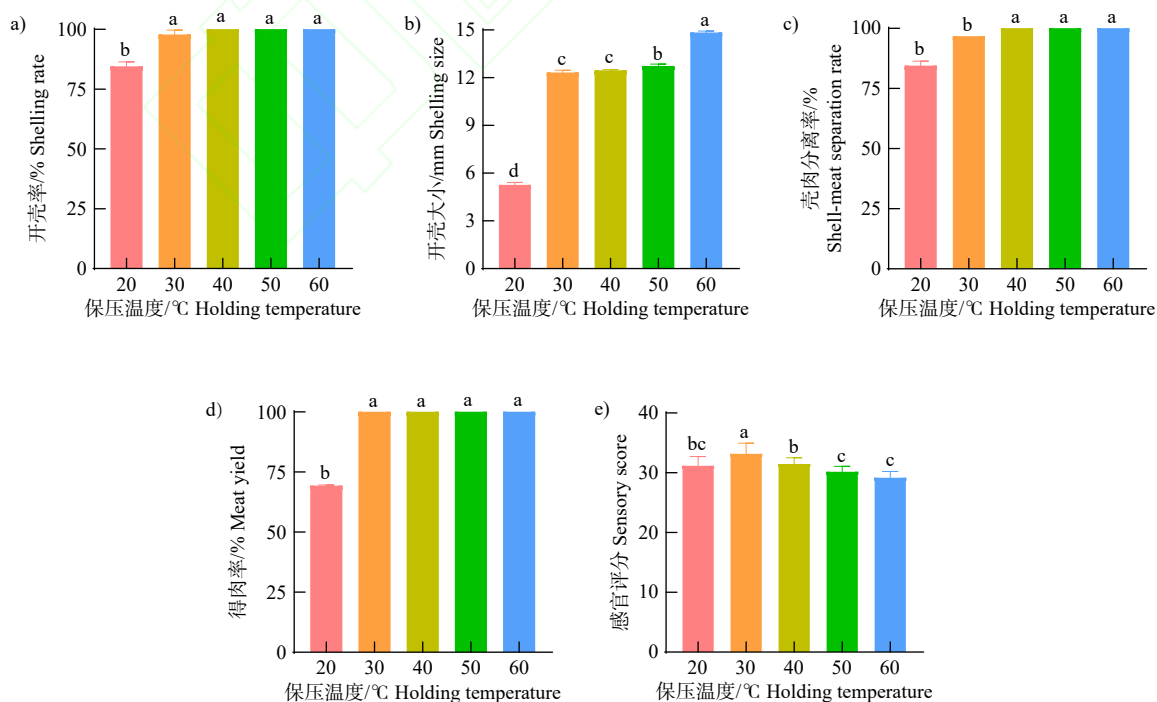 a)
开壳率/% Shelling rate
100
75
50
25
0
b
a
a
a
a
20 30 40 50 60
保压温度/℃ Holding temperature
b)
开壳大小/mm Shelling size
15
12
9
6
3
0
d
c
c
b
a
20 30 40 50 60
保压温度/℃ Holding temperature
c)
壳肉分离率/%
Shell-meat separation rate
100
75
50
25
0
b
b
a
a
a
20 30 40 50 60
保压温度/℃ Holding temperature
d)
得肉率/% Meat yield
100
75
50
25
0
b
a
a
a
a
20 30 40 50 60
保压温度/℃ Holding temperature
e)
感官评分 Sensory score
40
30
20
10
0
bc
a
b
c
c
20 30 40 50 60
保压温度/℃ Holding temperature